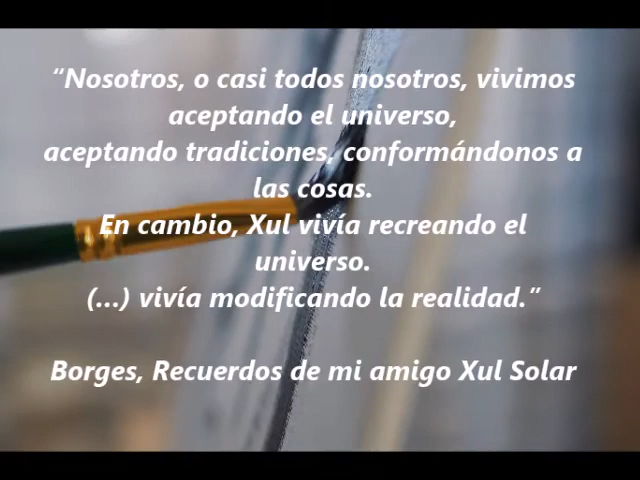 “Nosotros, o casi todos nosotros, vivimos
aceptando el universo,
aceptando tradiciones, conformándonos a
las cosas.
En cambio, Xul vivía recreando el
universo.
(...) vivía modificando la realidad.”
Borges, Recuerdos de mi amigo Xul Solar